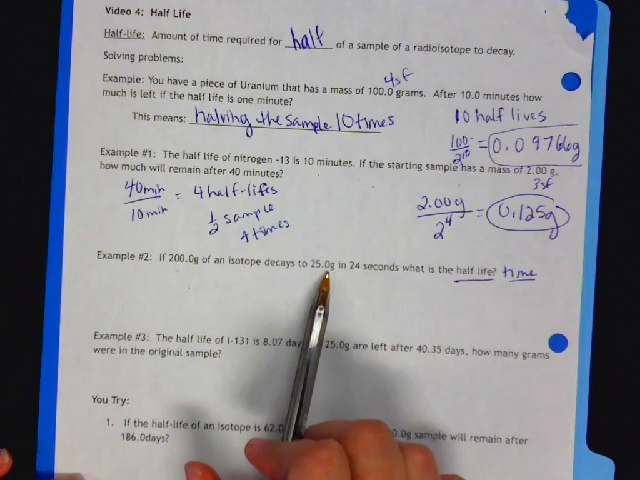 Video 4: Half Life
Half-life: Amount of time required for half of a sample of a radioisotope to decay.
Solving problems:
4sf
Example: You have a piece of Uranium that has a mass of 100.0 grams. After 10.0 minutes how
much is left if the half life is one minute?
10 half lives
This means: halving the sample 10 times
100/2^10 = 0.09766g
Example #1: The half life of nitrogen -13 is 10 minutes. If the starting sample has a mass of 2.00 g,
how much will remain after 40 minutes?
3sf
40min/10min = 4 half-lifes
1/2 sample
4 times
2.00g/2^4 = 0.125g
Example #2: If 200.0g of an isotope decays to 25.0g in 24 seconds what is the half life? time
Example #3: The half life of I-131 is 8.07 day 25.0g are left after 40.35 days, how many grams
were in the original sample?
You Try:
1. If the half-life of an isotope is 62.0 0.0g sample will remain after
186.0days?